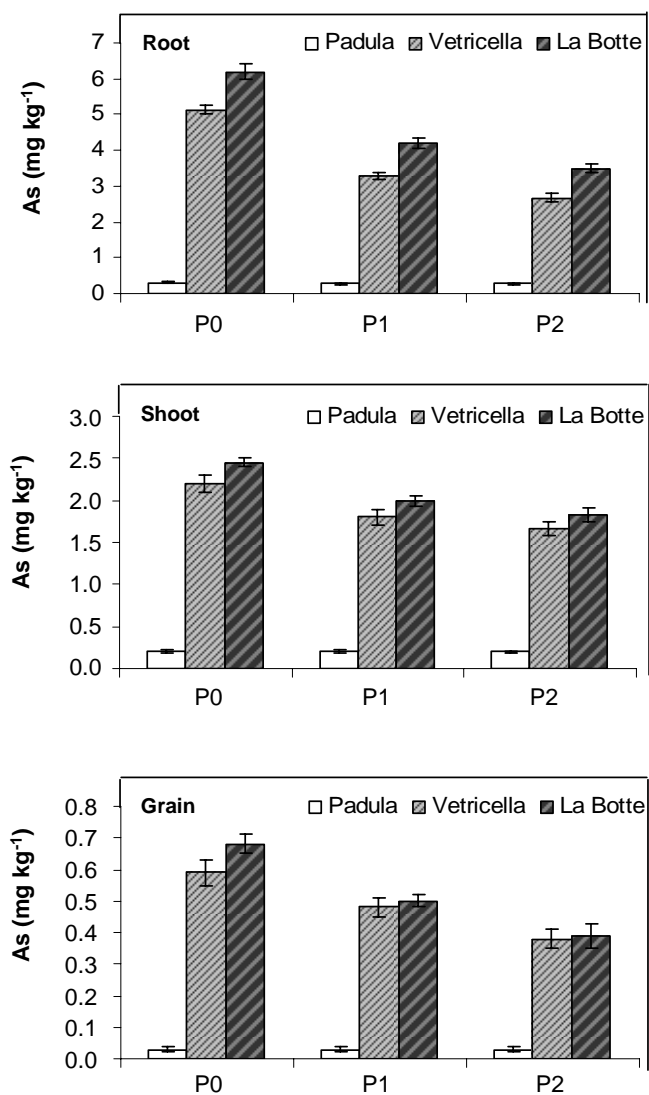 Root Padula Vetricella La Botte
As (mg kg-1)
7
6
5
4
3
2
1
0
P0 P1 P2
Shoot Padula Vetricella La Botte
As (mg kg-1)
3.0
2.5
2.0
1.5
1.0
0.5
0.0
P0 P1 P2
Grain Padula Vetricella La Botte
As (mg kg-1)
0.8
0.7
0.6
0.5
0.4
0.3
0.2
0.1
0.0
P0 P1 P2